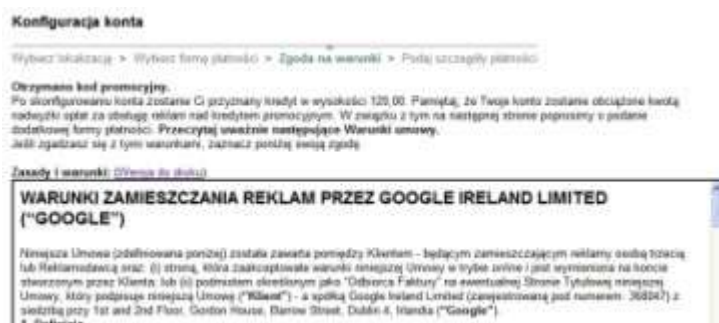 Konfiguracja konta
Wybierz lokalizację > Wybierz formę płatności > Zgoda na warunki > Podaj szczegóły płatności
Otrzymano kod promocyjny.
Po skonfigurowaniu konta zostanie Ci przyznany kredyt w wysokości 120,00. Pamiętaj, że Twoje konto zostanie obciążone kwotą
nadwyżki opłat za obsługę reklam nad kredytem promocyjnym. W związku z tym na następnej stronie poprosimy o podanie
dodatkowej formy płatności. Przeczytaj uważnie następujące Warunki umowy.
Jeśli zgadzasz się z tymi warunkami, zaznacz poniżej swoją zgodę.
Zasady i warunki: (Wersja do druku)
WARUNKI ZAMIESZCZANIA REKLAM PRZEZ GOOGLE IRELAND LIMITED
("GOOGLE")
Niniejsza Umowa (zdefiniowana poniżej) została zawarta pomiędzy Klientem - będącym zamieszczającym reklamy osobą trzecią
lub Reklamodawcą oraz: (i) stroną, która zaakceptowała warunki niniejszej Umowy w trybie online i jest wymieniona na koncie
stworzonym przez Klienta; lub (ii) podmiotem określonym jako "Odbiorca Faktury" na ewentualnej Stronie Tytułowej niniejszej
Umowy, który podpisuje niniejszą Umowę ("Klient") - a spółką Google Ireland Limited (zarejestrowaną pod numerem: 368047) z
siedzibą przy 1st and 2nd Floor, Gordon House, Barrow Street, Dublin 4, Irlandia ("Google").